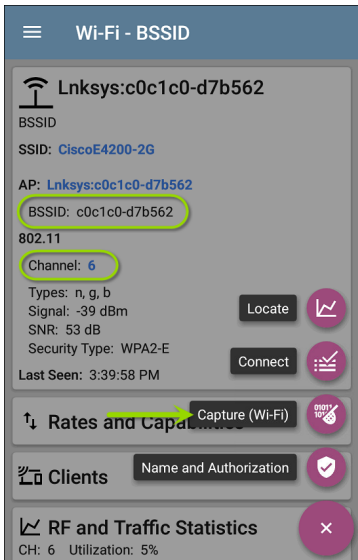 Wi-Fi - BSSID
Lnksys:c0c1c0-d7b562
BSSID
SSID: CiscoE4200-2G
AP: Lnksys:c0c1c0-d7b562
BSSID: c0c1c0-d7b562
802.11
Channel: 6
Types: n, g, b
Signal: -39 dBm
Locate
SNR: 53 dB
Security Type: WPA2-E
Connect
Last Seen: 3:39:58 PM
Capture (Wi-Fi)
Rates and
Name and Authorization
Clients
RF and Traffic Statistics
CH: 6 Utilization: 5%